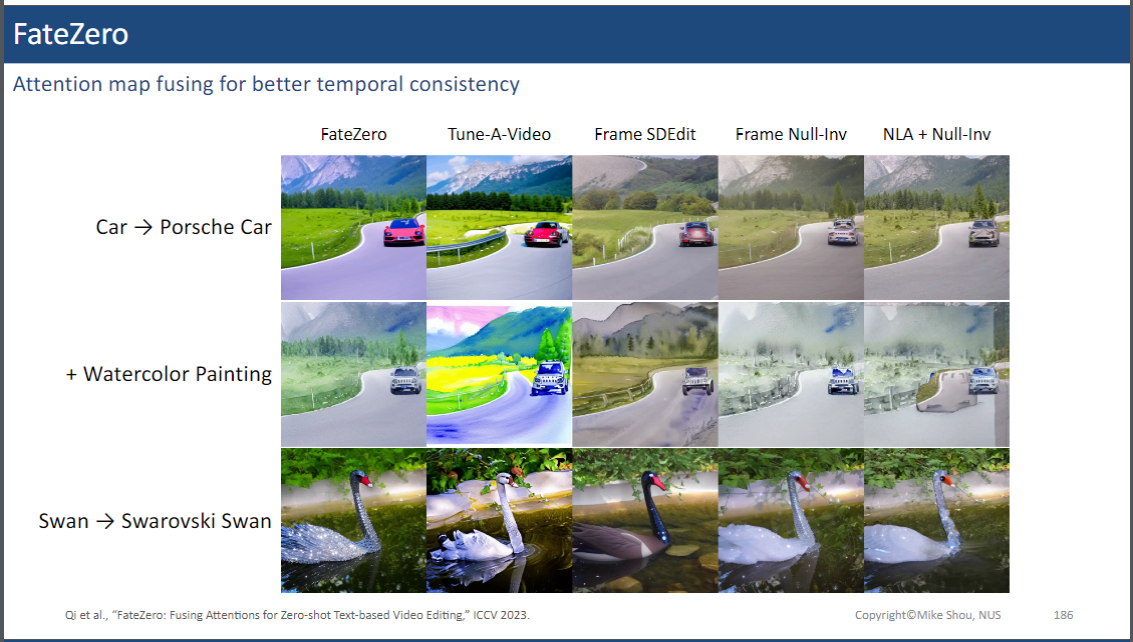 FateZero
Attention map fusing for better temporal consistency
FateZero Tune-A-Video Frame SDEdit Frame Null-Inv NLA + Null-Inv
Car → Porsche Car
+ Watercolor Painting
Swan → Swarovski Swan
Qi et al., “FateZero: Fusing Attentions for Zero-shot Text-based Video Editing,” ICCV 2023. Copyright©Mike Shou, NUS 186